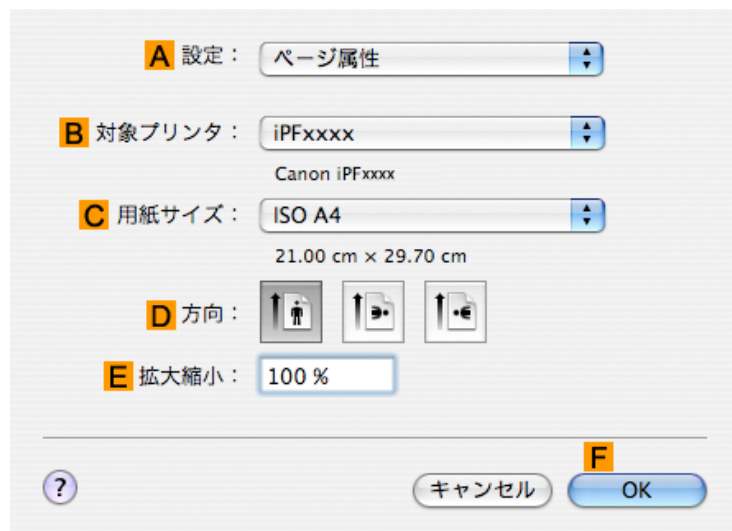 A 設定： ページ属性
B 対象プリンタ： iPFxxxx
Canon iPFxxxx
C 用紙サイズ： ISO A4
21.00 cm × 29.70 cm
D 方向：
E 拡大縮小： 100 %
F
? キャンセル OK